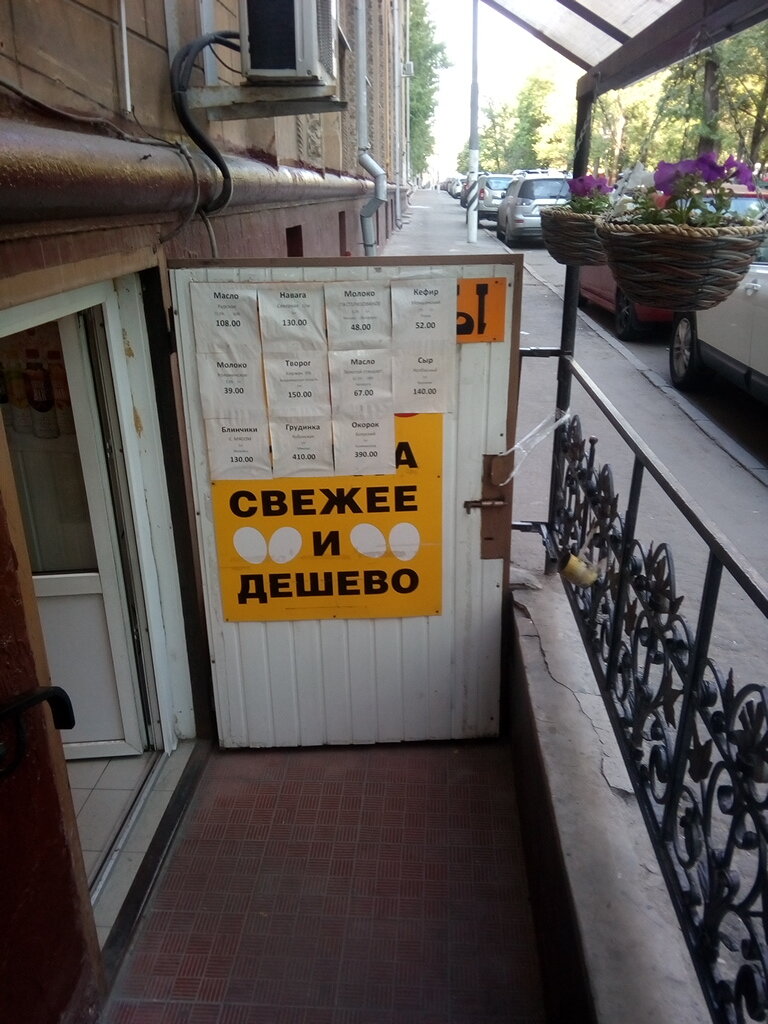 Масло
108.00
Навага
130.00
Молоко
48.00
Кефир
52.00
Ы
Молоко
39.00
Творог
150.00
Масло
67.00
Сыр
140.00
Блинчики
С мясом
130.00
Грудинка
410.00
Окорок
390.00
А
СВЕЖЕЕ
И
ДЕШЕВО